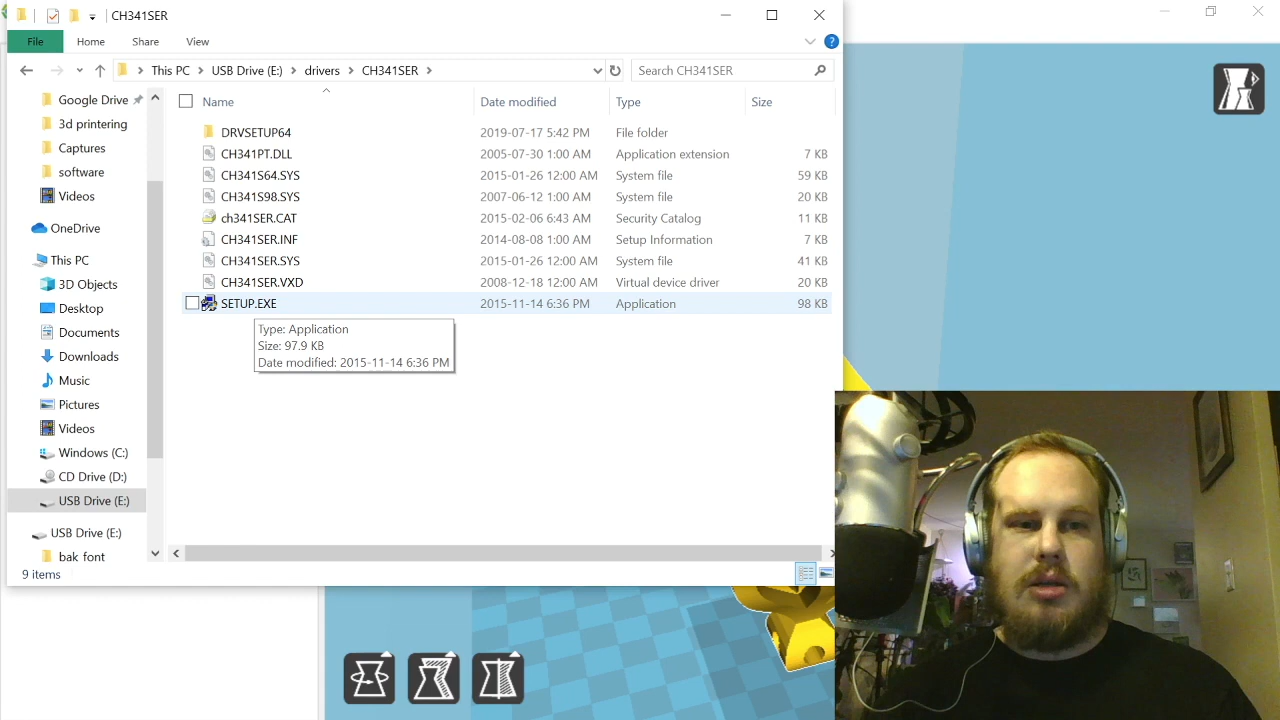 CH341SER
File Home Share View
This PC USB Drive (E:) drivers CH341SER
Search CH341SER
Name Date modified Type Size
DRVSETUP64 2019-07-17 5:42 PM File folder
CH341PT.DLL 2005-07-30 1:00 AM Application extension 7 KB
CH341S64.SYS 2015-01-26 12:00 AM System file 59 KB
CH341S98.SYS 2007-06-12 1:00 AM System file 20 KB
ch341SER.CAT 2015-02-06 6:43 AM Security Catalog 11 KB
CH341SER.INF 2014-08-08 1:00 AM Setup Information 7 KB
CH341SER.SYS 2015-01-26 12:00 AM System file 41 KB
CH341SER.VXD 2008-12-18 12:00 AM Virtual device driver 20 KB
SETUP.EXE 2015-11-14 6:36 PM Application 98 KB
Type: Application
Size: 97.9 KB
Date modified: 2015-11-14 6:36 PM
Google Drive
3d printering
Captures
software
Videos
OneDrive
This PC
3D Objects
Desktop
Documents
Downloads
Music
Pictures
Videos
Windows (C:)
CD Drive (D:)
USB Drive (E:)
USB Drive (E:)
bak font
9 items